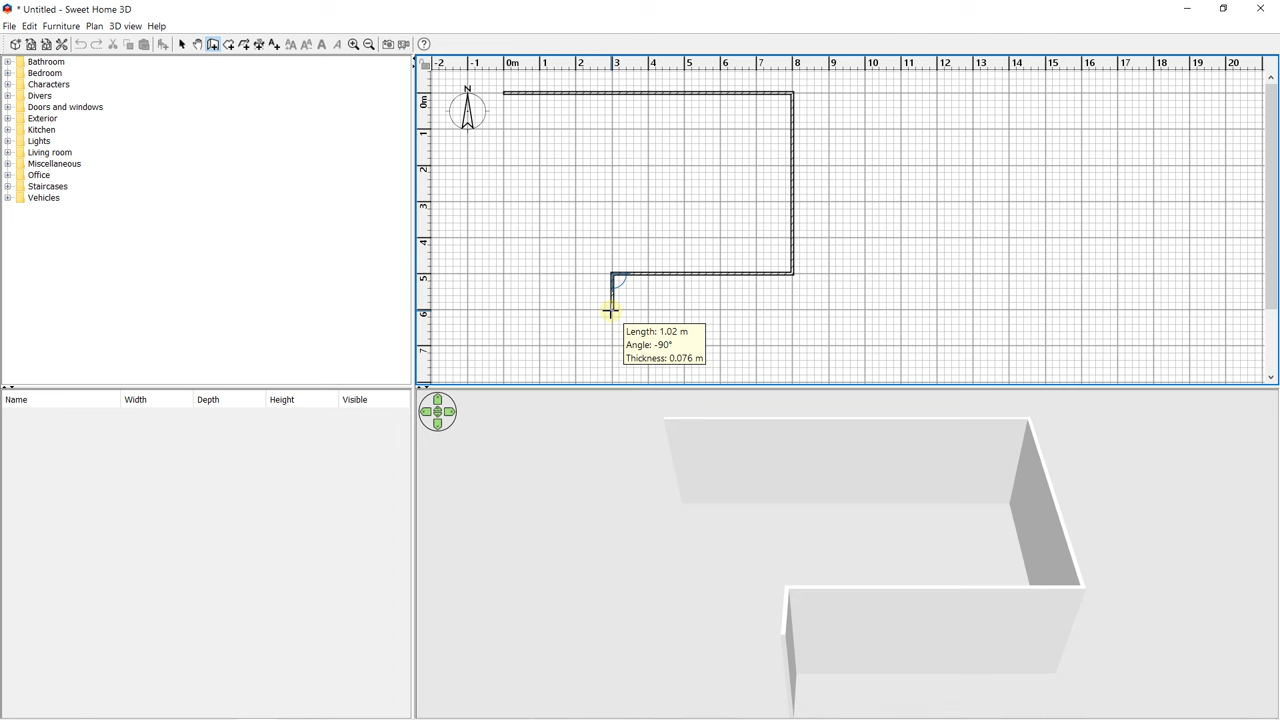 * Untitled - Sweet Home 3D
File Edit Furniture Plan 3D view Help
Bathroom
Bedroom
Characters
Divers
Doors and windows
Exterior
Kitchen
Lights
Living room
Miscellaneous
Office
Staircases
Vehicles
-2 -1 0m 1 2 3 4 5 6 7 8 9 10 11 12 13 14 15 16 17 18 19 20
0m
1
2
3
4
5
6
7
N
Length: 1.02 m
Angle: -90°
Thickness: 0.076 m
Name Width Depth Height Visible